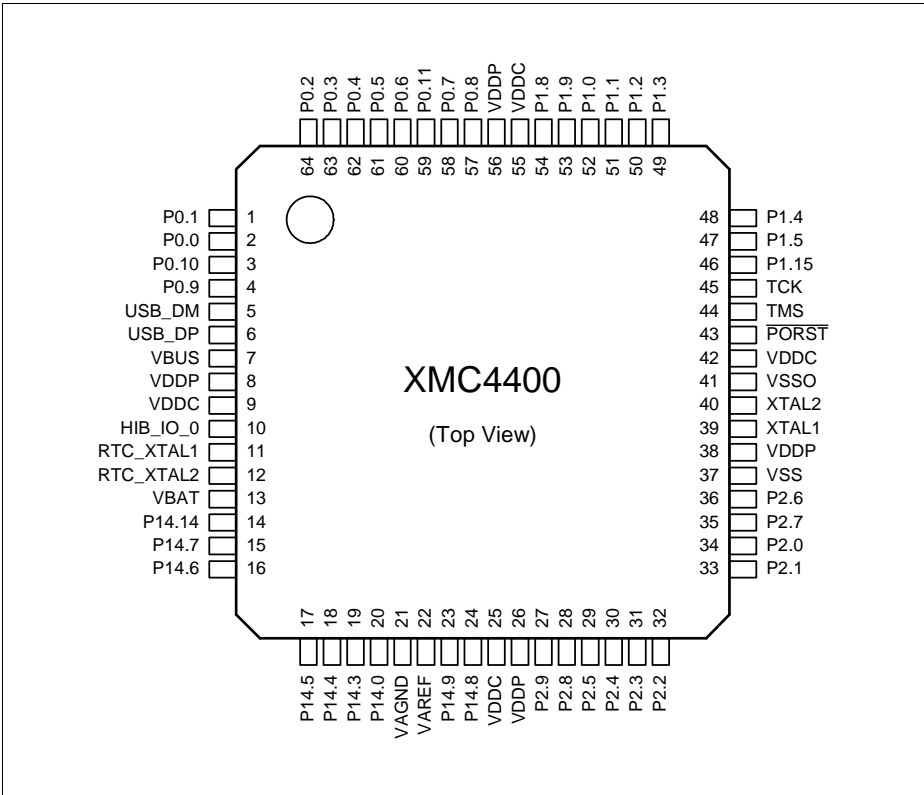 P0.2 P0.3 P0.4 P0.5 P0.6 P0.11 P0.7 P0.8 VDDP VDDC P1.8 P1.9 P1.0 P1.1 P1.2 P1.3
64 63 62 61 60 59 58 57 56 55 54 53 52 51 50 49
P0.1 1 48 P1.4
P0.0 2 47 P1.5
P0.10 3 46 P1.15
P0.9 4 45 TCK
USB_DM 5 44 TMS
USB_DP 6 43 PORST
VBUS 7 42 VDDC
VDDP 8 41 VSSO
VDDC 9 40 XTAL2
HIB_IO_0 10 39 XTAL1
RTC_XTAL1 11 38 VDDP
RTC_XTAL2 12 37 VSS
VBAT 13 36 P2.6
P14.14 14 35 P2.7
P14.7 15 34 P2.0
P14.6 16 33 P2.1
XMC4400
(Top View)
17 18 19 20 21 22 23 24 25 26 27 28 29 30 31 32
P14.5 P14.4 P14.3 P14.0 VAGND VAREF P14.9 P14.8 VDDC VDDP P2.9 P2.8 P2.5 P2.4 P2.3 P2.2